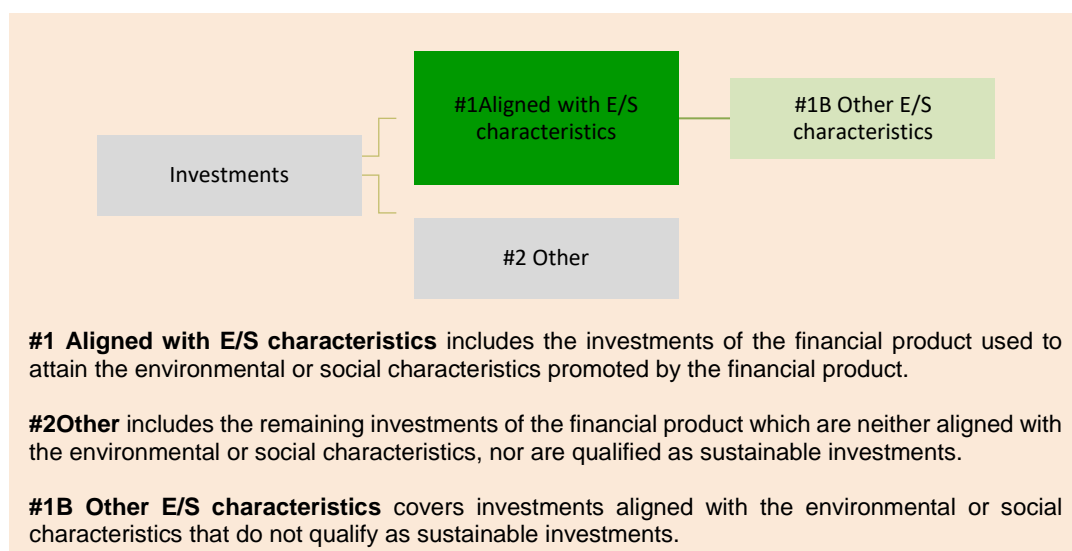 #1Aligned with E/S
characteristics
#1B Other E/S
characteristics
Investments
#2 Other
#1 Aligned with E/S characteristics includes the investments of the financial product used to
attain the environmental or social characteristics promoted by the financial product.
#2Other includes the remaining investments of the financial product which are neither aligned with
the environmental or social characteristics, nor are qualified as sustainable investments.
#1B Other E/S characteristics covers investments aligned with the environmental or social
characteristics that do not qualify as sustainable investments.